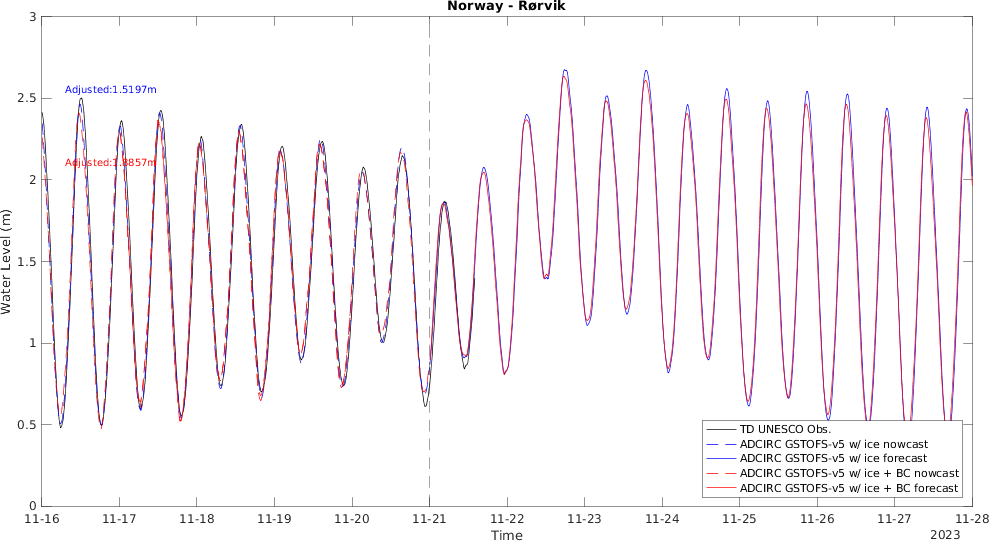 Norway - Rørvik
3
2.5
2
1.5
1
0.5
0
Water Level (m)
Adjusted:1.5197m
TD UNESCO Obs.
ADCIRC GSTOFS-v5 w/ ice nowcast
ADCIRC GSTOFS-v5 w/ ice forecast
ADCIRC GSTOFS-v5 w/ ice + BC nowcast
ADCIRC GSTOFS-v5 w/ ice + BC forecast
11-16 11-17 11-18 11-19 11-20 11-21 11-22 11-23 11-24 11-25 11-26 11-27 11-28
Time
2023